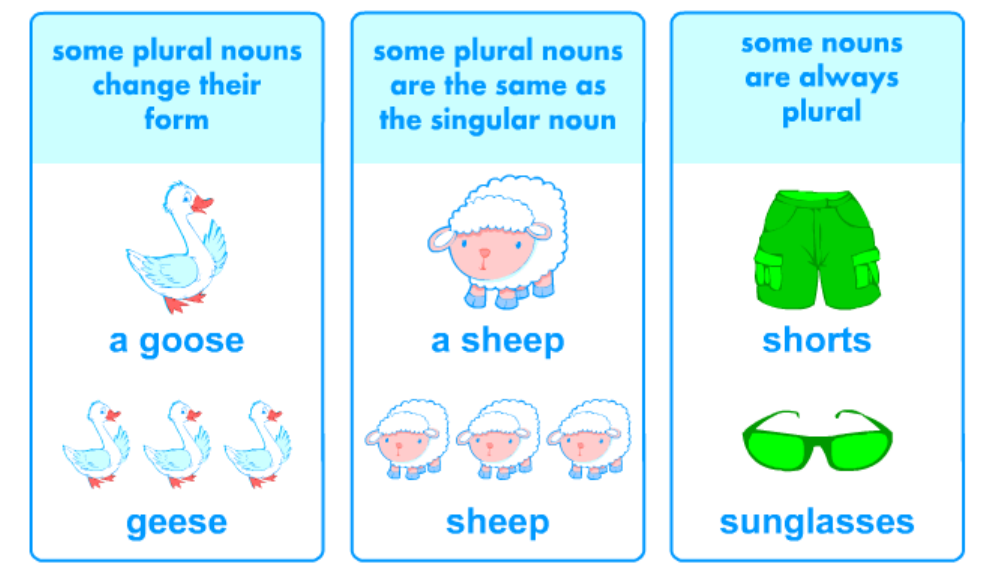 some plural nouns
change their
form
a goose
geese
some plural nouns
are the same as
the singular noun
a sheep
sheep
some nouns
are always
plural
shorts
sunglasses